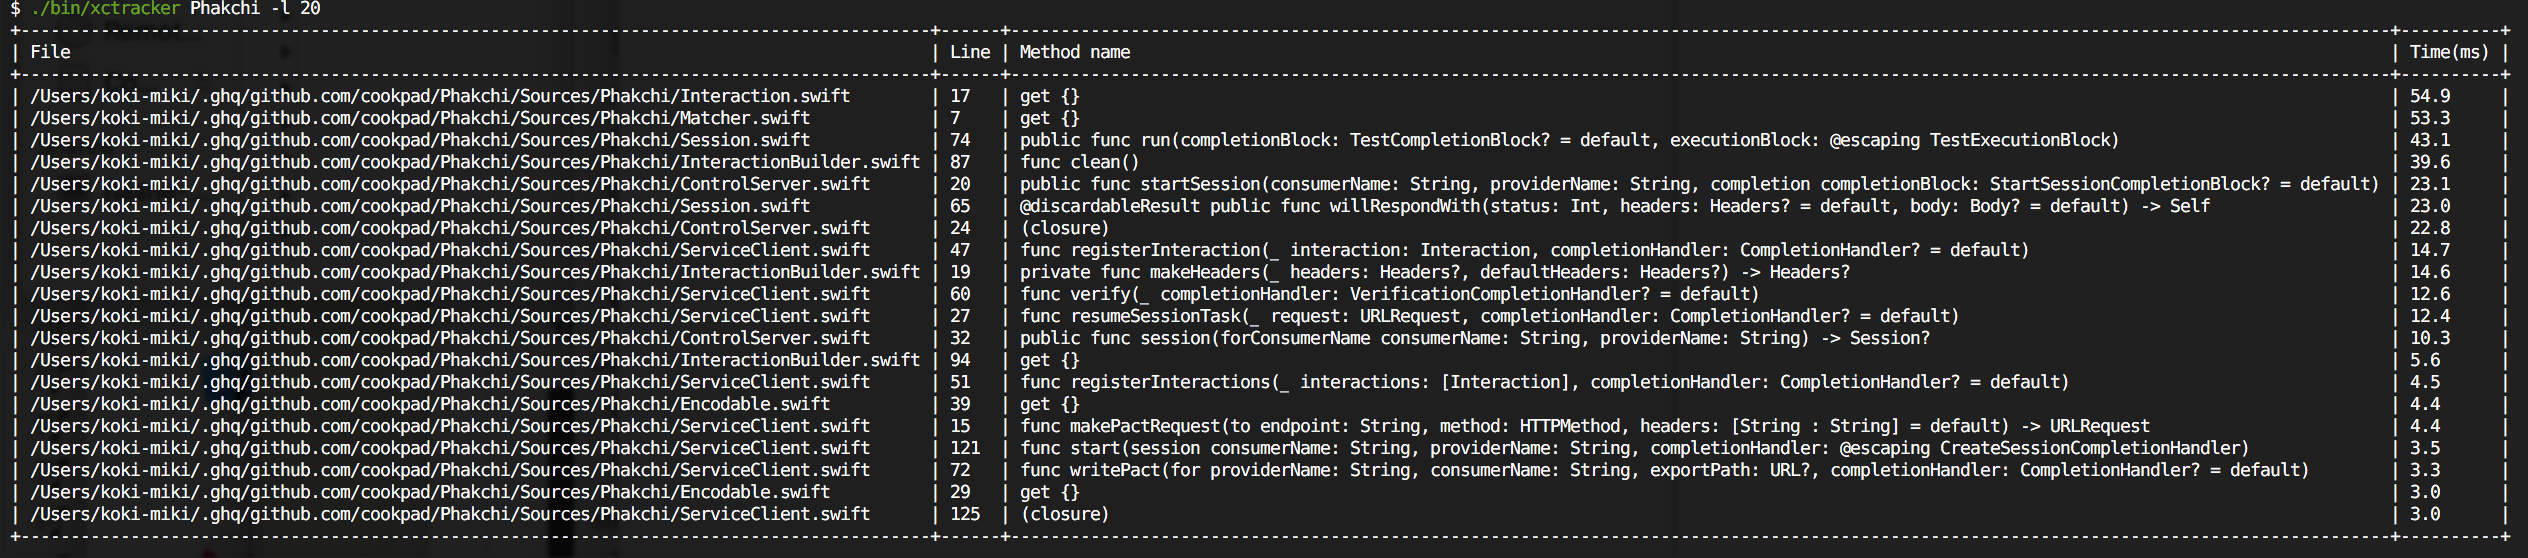 $ ./bin/xctracker Phakchi -l 20
| File | Line | Method name | Time(ms) |
| /Users/koki-miki/.ghq/github.com/cookpad/Phakchi/Sources/Phakchi/Interaction.swift | 17 | get {} | 54.9 |
| /Users/koki-miki/.ghq/github.com/cookpad/Phakchi/Sources/Phakchi/Matcher.swift | 7 | get {} | 53.3 |
| /Users/koki-miki/.ghq/github.com/cookpad/Phakchi/Sources/Phakchi/Session.swift | 74 | public func run(completionBlock: TestCompletionBlock? = default, executionBlock: @escaping TestExecutionBlock) | 43.1 |
| /Users/koki-miki/.ghq/github.com/cookpad/Phakchi/Sources/Phakchi/InteractionBuilder.swift | 87 | func clean() | 39.6 |
| /Users/koki-miki/.ghq/github.com/cookpad/Phakchi/Sources/Phakchi/ControlServer.swift | 20 | public func startSession(consumerName: String, providerName: String, completion completionBlock: StartSessionCompletionBlock? = default) | 23.1 |
| /Users/koki-miki/.ghq/github.com/cookpad/Phakchi/Sources/Phakchi/Session.swift | 65 | @discardableResult public func willRespondWith(status: Int, headers: Headers? = default, body: Body? = default) -> Self | 23.0 |
| /Users/koki-miki/.ghq/github.com/cookpad/Phakchi/Sources/Phakchi/ControlServer.swift | 24 | (closure) | 22.8 |
| /Users/koki-miki/.ghq/github.com/cookpad/Phakchi/Sources/Phakchi/ServiceClient.swift | 47 | func registerInteraction(_ interaction: Interaction, completionHandler: CompletionHandler? = default) | 14.7 |
| /Users/koki-miki/.ghq/github.com/cookpad/Phakchi/Sources/Phakchi/InteractionBuilder.swift | 19 | private func makeHeaders(_ headers: Headers?, defaultHeaders: Headers?) -> Headers? | 14.6 |
| /Users/koki-miki/.ghq/github.com/cookpad/Phakchi/Sources/Phakchi/ServiceClient.swift | 60 | func verify(_ completionHandler: VerificationCompletionHandler? = default) | 12.6 |
| /Users/koki-miki/.ghq/github.com/cookpad/Phakchi/Sources/Phakchi/ServiceClient.swift | 27 | func resumeSessionTask(_ request: URLRequest, completionHandler: CompletionHandler? = default) | 12.4 |
| /Users/koki-miki/.ghq/github.com/cookpad/Phakchi/Sources/Phakchi/ControlServer.swift | 32 | public func session(forConsumerName consumerName: String, providerName: String) -> Session? | 10.3 |
| /Users/koki-miki/.ghq/github.com/cookpad/Phakchi/Sources/Phakchi/InteractionBuilder.swift | 94 | get {} | 5.6 |
| /Users/koki-miki/.ghq/github.com/cookpad/Phakchi/Sources/Phakchi/ServiceClient.swift | 51 | func registerInteractions(_ interactions: [Interaction], completionHandler: CompletionHandler? = default) | 4.5 |
| /Users/koki-miki/.ghq/github.com/cookpad/Phakchi/Sources/Phakchi/Encodable.swift | 39 | get {} | 4.4 |
| /Users/koki-miki/.ghq/github.com/cookpad/Phakchi/Sources/Phakchi/ServiceClient.swift | 15 | func makePactRequest(to endpoint: String, method: HTTPMethod, headers: [String : String] = default) -> URLRequest | 4.4 |
| /Users/koki-miki/.ghq/github.com/cookpad/Phakchi/Sources/Phakchi/ServiceClient.swift | 121 | func start(session consumerName: String, providerName: String, completionHandler: @escaping CreateSessionCompletionHandler) | 3.5 |
| /Users/koki-miki/.ghq/github.com/cookpad/Phakchi/Sources/Phakchi/ServiceClient.swift | 72 | func writePact(for providerName: String, consumerName: String, exportPath: URL?, completionHandler: CompletionHandler? = default) | 3.3 |
| /Users/koki-miki/.ghq/github.com/cookpad/Phakchi/Sources/Phakchi/Encodable.swift | 29 | get {} | 3.0 |
| /Users/koki-miki/.ghq/github.com/cookpad/Phakchi/Sources/Phakchi/ServiceClient.swift | 125 | (closure) | 3.0 |